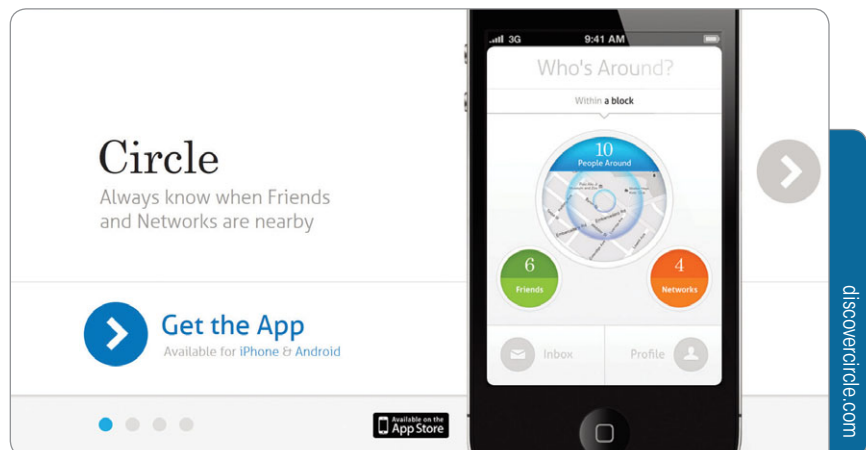 3G 9:41 AM
Who's Around?
Within a block
10
People Around
Embarcadero Rd
6
Friends
4
Networks
Inbox
Profile
Circle
Always know when Friends
and Networks are nearby
Get the App
Available for iPhone & Android
Available on the
App Store
discovercircle.com